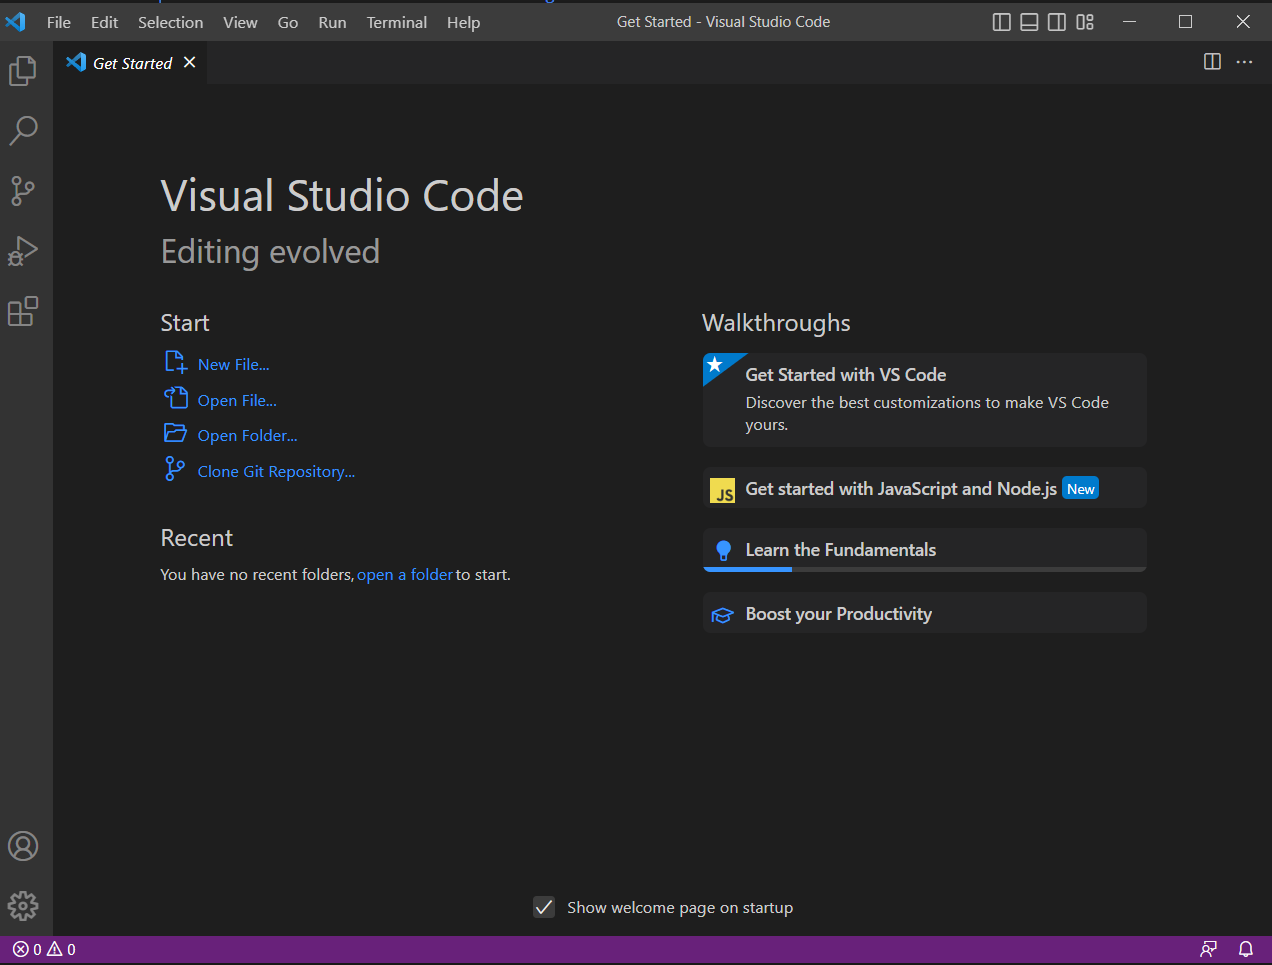 File Edit Selection View Go Run Terminal Help
Get Started - Visual Studio Code
Get Started
Visual Studio Code
Editing evolved
Start
New File...
Open File...
Open Folder...
Clone Git Repository...
Recent
You have no recent folders, open a folder to start.
Walkthroughs
Get Started with VS Code
Discover the best customizations to make VS Code
yours.
JS Get started with JavaScript and Node.js New
Learn the Fundamentals
Boost your Productivity
Show welcome page on startup
0 0